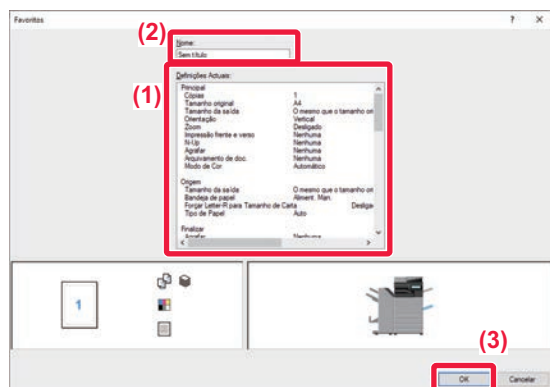 Favoritos ? X
(2)
Nome:
Sem título
(1)
Definições Actuais:
Principal
Cópias 1
Tamanho original A4
Tamanho da saída O mesmo que o tamanho ori
Orientação Vertical
Zoom Desligado
Impressão frente e verso Nenhuma
N-Up Nenhuma
Agrafar Nenhuma
Arquivamento de doc. Nenhuma
Modo de Cor Automático
Origem
Tamanho da saída O mesmo que o tamanho ori
Bandeja de papel Aliment. Man.
Forçar Letter-R para Tamanho de Carta Desliga
Tipo de Papel Auto
Finalizar
Agrafar Nenhuma
1
(3)
OK Cancelar